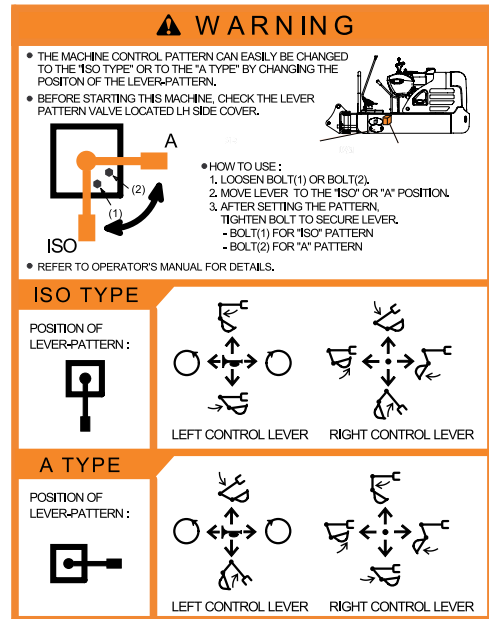 WARNING
• THE MACHINE CONTROL PATTERN CAN EASILY BE CHANGED
TO THE "ISO TYPE" OR TO THE "A TYPE" BY CHANGING THE
POSITON OF THE LEVER-PATTERN.
• BEFORE STARTING THIS MACHINE, CHECK THE LEVER
PATTERN VALVE LOCATED LH SIDE COVER.
A
(2)
(1)
ISO
• HOW TO USE :
1. LOOSEN BOLT(1) OR BOLT(2).
2. MOVE LEVER TO THE "ISO" OR "A" POSITION.
3. AFTER SETTING THE PATTERN,
TIGHTEN BOLT TO SECURE LEVER.
- BOLT(1) FOR "ISO" PATTERN
- BOLT(2) FOR "A" PATTERN
• REFER TO OPERATOR'S MANUAL FOR DETAILS.
ISO TYPE
POSITION OF
LEVER-PATTERN :
LEFT CONTROL LEVER RIGHT CONTROL LEVER
A TYPE
POSITION OF
LEVER-PATTERN :
LEFT CONTROL LEVER RIGHT CONTROL LEVER